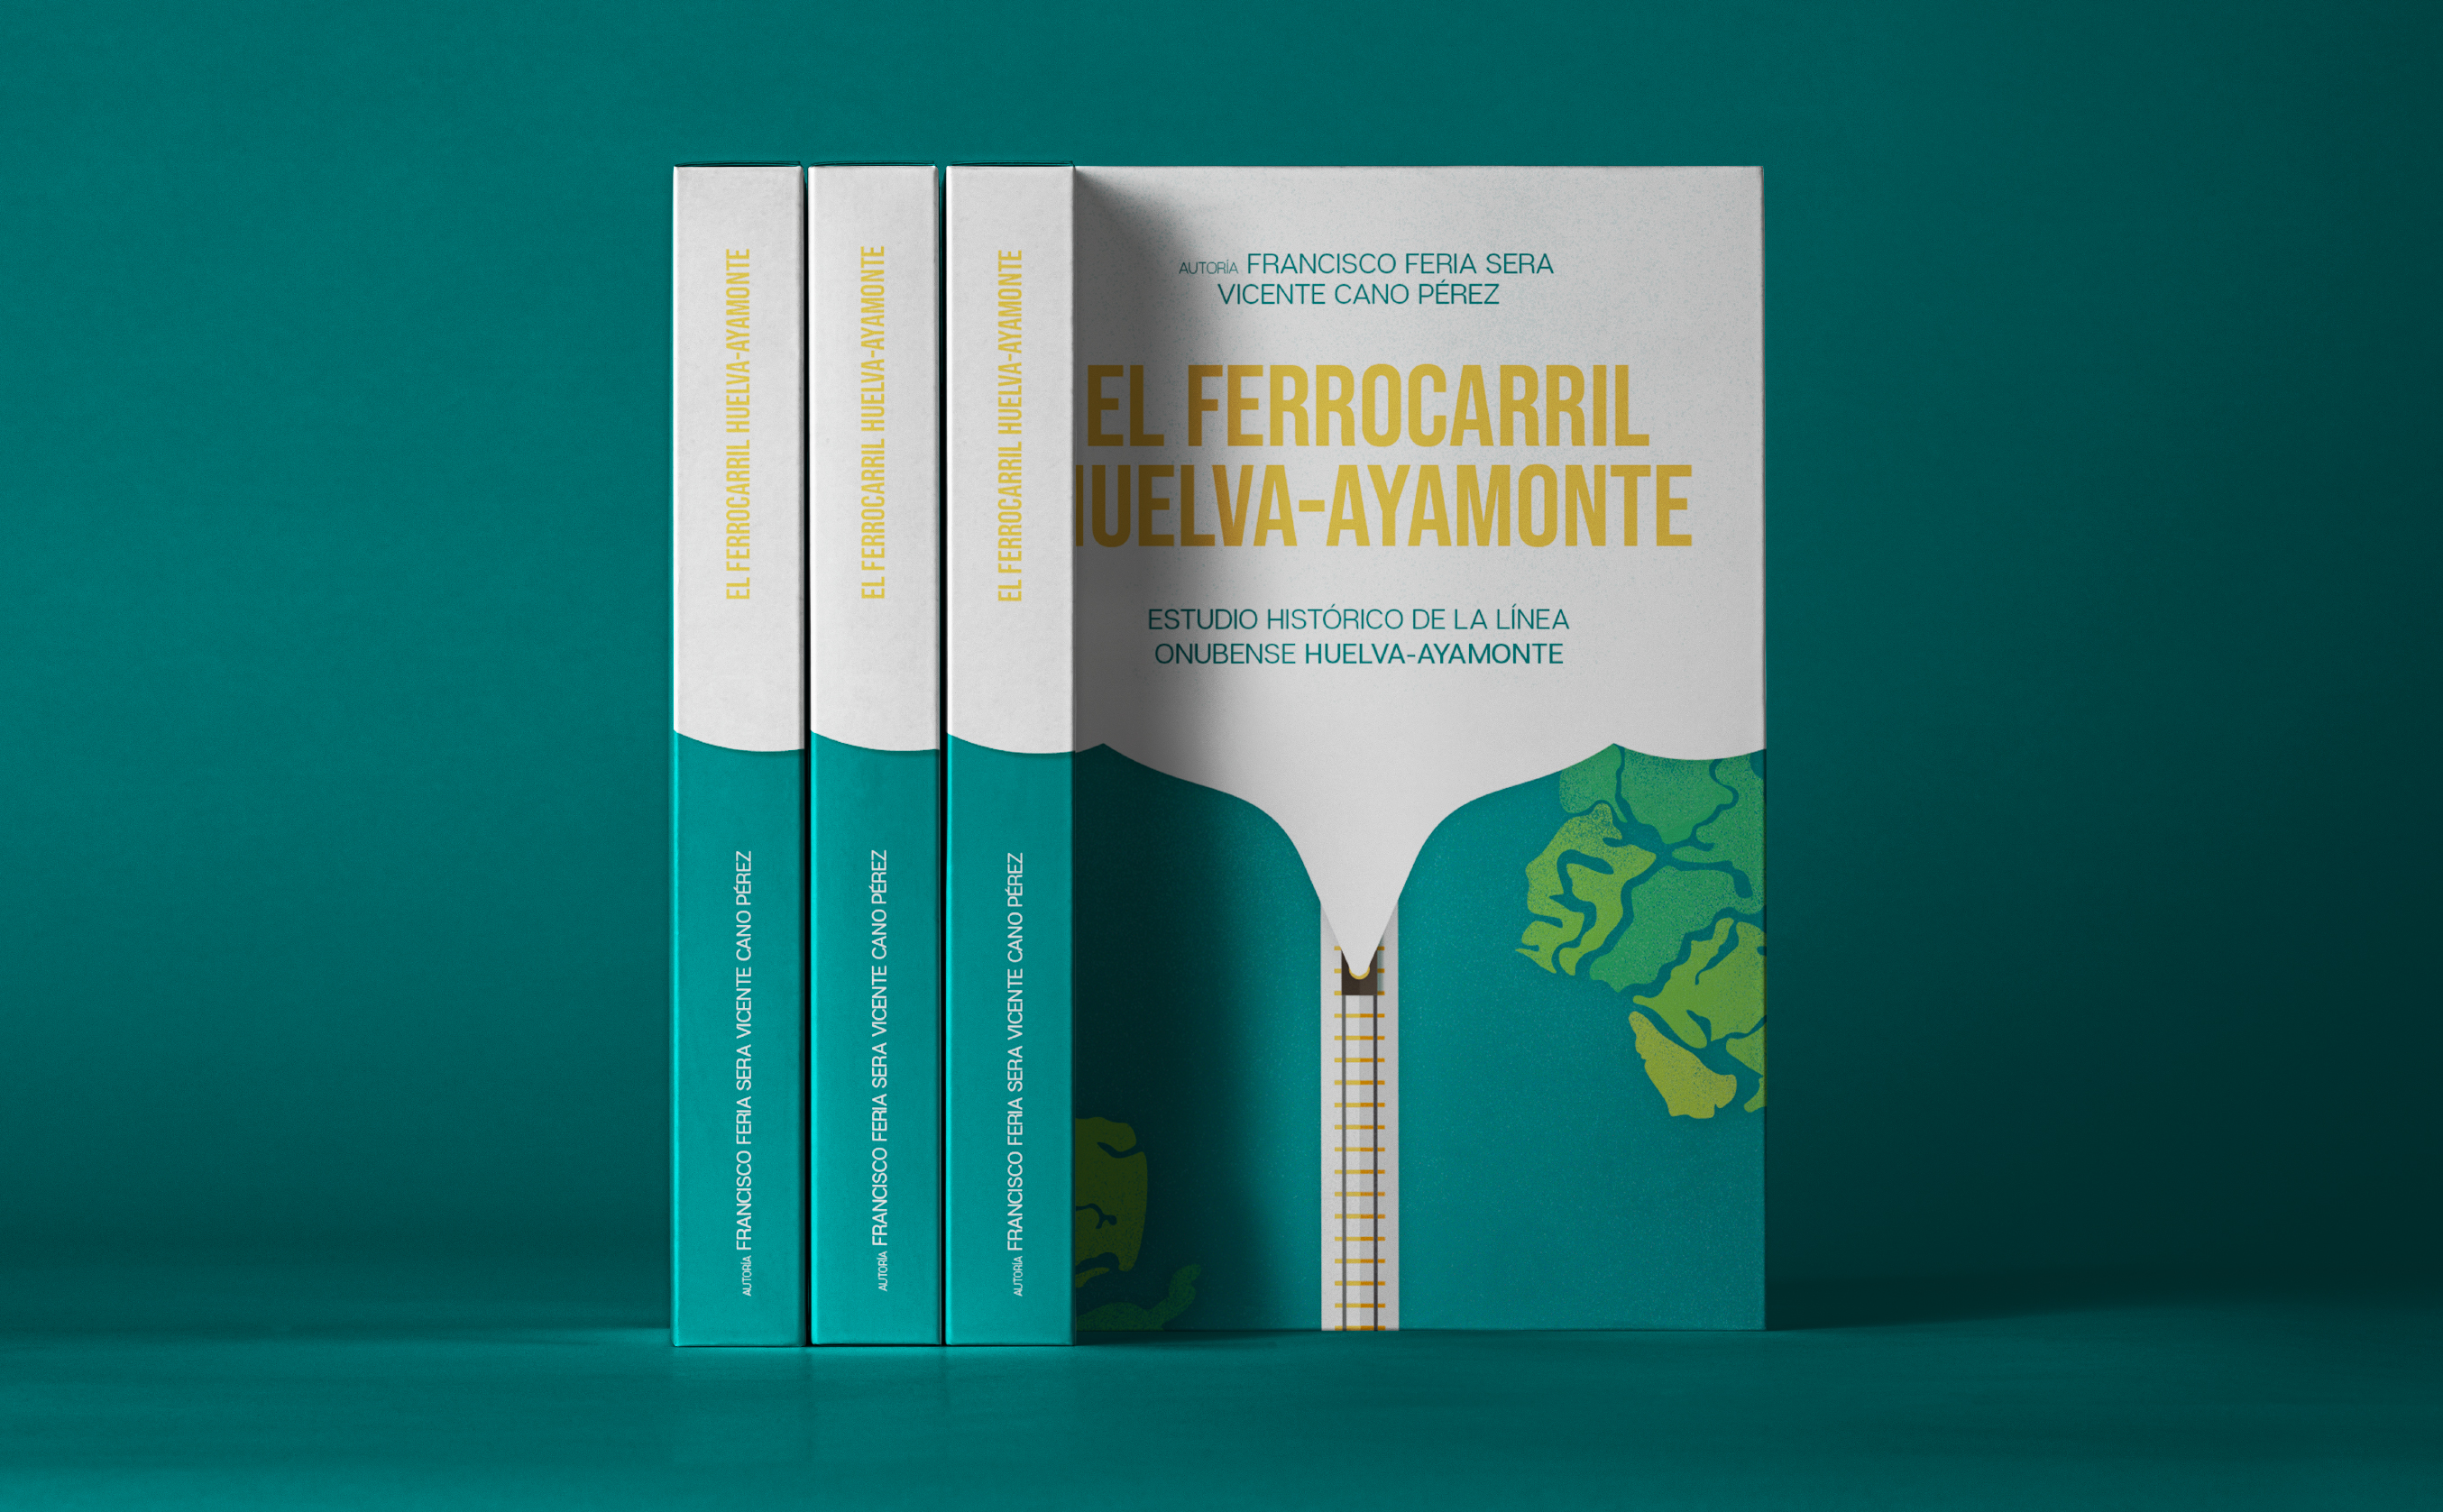 EL FERROCARRIL HUELVA-AYAMONTE
AUTORÍA FRANCISCO FERIA SERA VICENTE CANO PÉREZ
EL FERROCARRIL HUELVA-AYAMONTE
AUTORÍA FRANCISCO FERIA SERA VICENTE CANO PÉREZ
EL FERROCARRIL HUELVA-AYAMONTE
AUTORÍA FRANCISCO FERIA SERA VICENTE CANO PÉREZ
AUTORÍA FRANCISCO FERIA SERA
VICENTE CANO PÉREZ
EL FERROCARRIL
HUELVA-AYAMONTE
ESTUDIO HISTÓRICO DE LA LÍNEA
ONUBENSE HUELVA-AYAMONTE